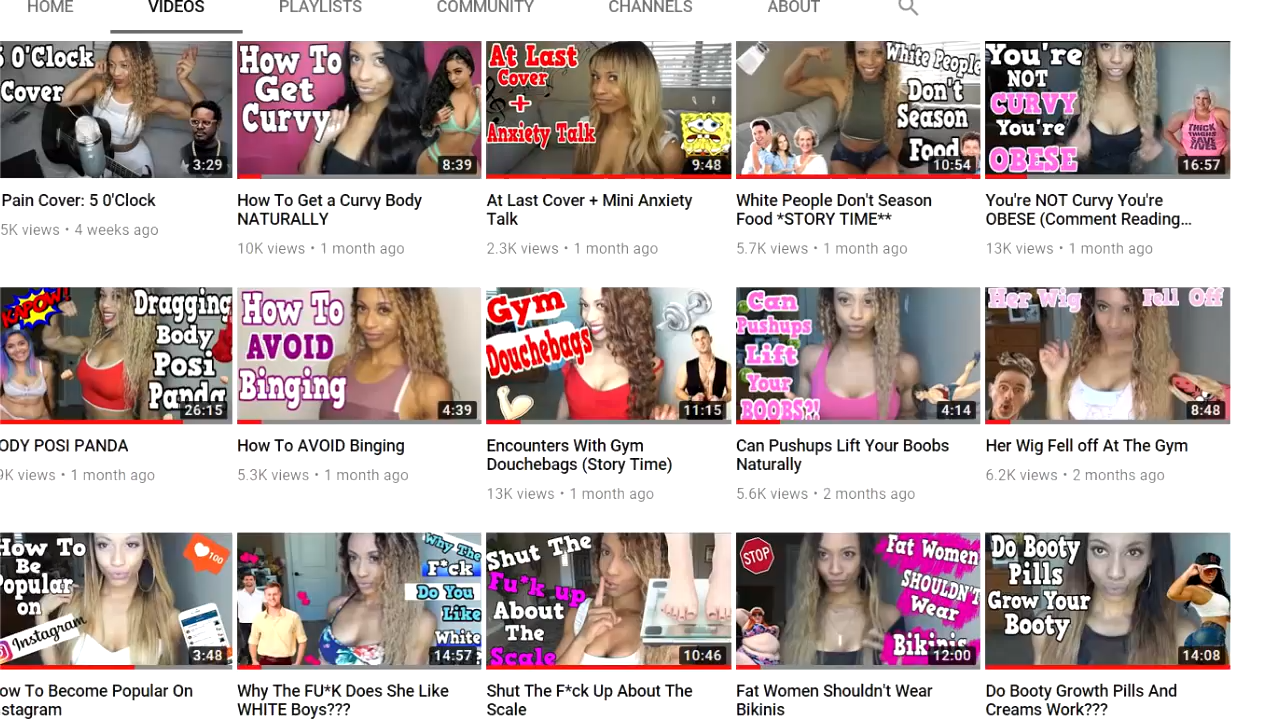 HOME VIDEOS PLAYLISTS COMMUNITY CHANNELS ABOUT
5 O'Clock
Cover
3:29
How To
Get
Curvy
8:39
At Last
Cover
+
Anxiety Talk
9:48
White People
Don't
Season
Food
10:54
You're
NOT
CURVY
You're
OBESE
THICK
THIGHS
SAVE
LIVES
16:57
Pain Cover: 5 0'Clock
5K views • 4 weeks ago
How To Get a Curvy Body
NATURALLY
10K views • 1 month ago
At Last Cover + Mini Anxiety
Talk
2.3K views • 1 month ago
White People Don't Season
Food *STORY TIME**
5.7K views • 1 month ago
You're NOT Curvy You're
OBESE (Comment Reading...
13K views • 1 month ago
KAPOW!
Dragging
Body
Posi
Panda
26:15
How To
AVOID
Binging
4:39
Gym
Douchebags
11:15
Can
Pushups
Lift
Your
BOOBS?!
4:14
Her Wig Fell Off
8:48
ODY POSI PANDA
9K views • 1 month ago
How To AVOID Binging
5.3K views • 1 month ago
Encounters With Gym
Douchebags (Story Time)
13K views • 1 month ago
Can Pushups Lift Your Boobs
Naturally
5.6K views • 2 months ago
Her Wig Fell off At The Gym
6.2K views • 2 months ago
How To
Be
Popular
on
Instagram
100
3:48
Why The
F*ck
Do You
Like
White
14:57
Shut The
Fu*k up
About
The
Scale
10:46
STOP
Fat Women
SHOULDN'T
Wear
Bikinis
12:00
Do Booty
Pills
Grow Your
Booty
14:08
ow To Become Popular On
stagram
Why The FU*K Does She Like
WHITE Boys???
Shut The F*ck Up About The
Scale
Fat Women Shouldn't Wear
Bikinis
Do Booty Growth Pills And
Creams Work???